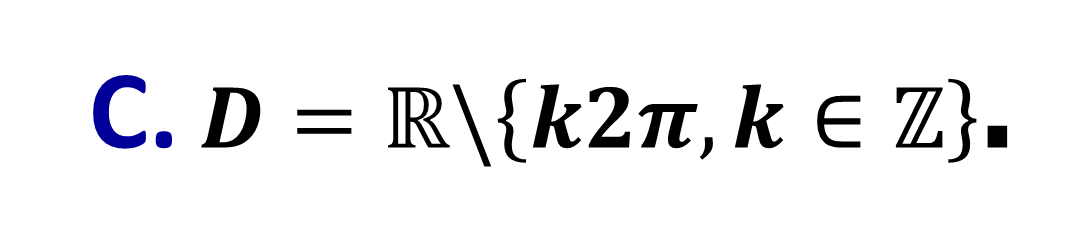 C. D = ℝ\{k2π, k ∈ ℤ}.